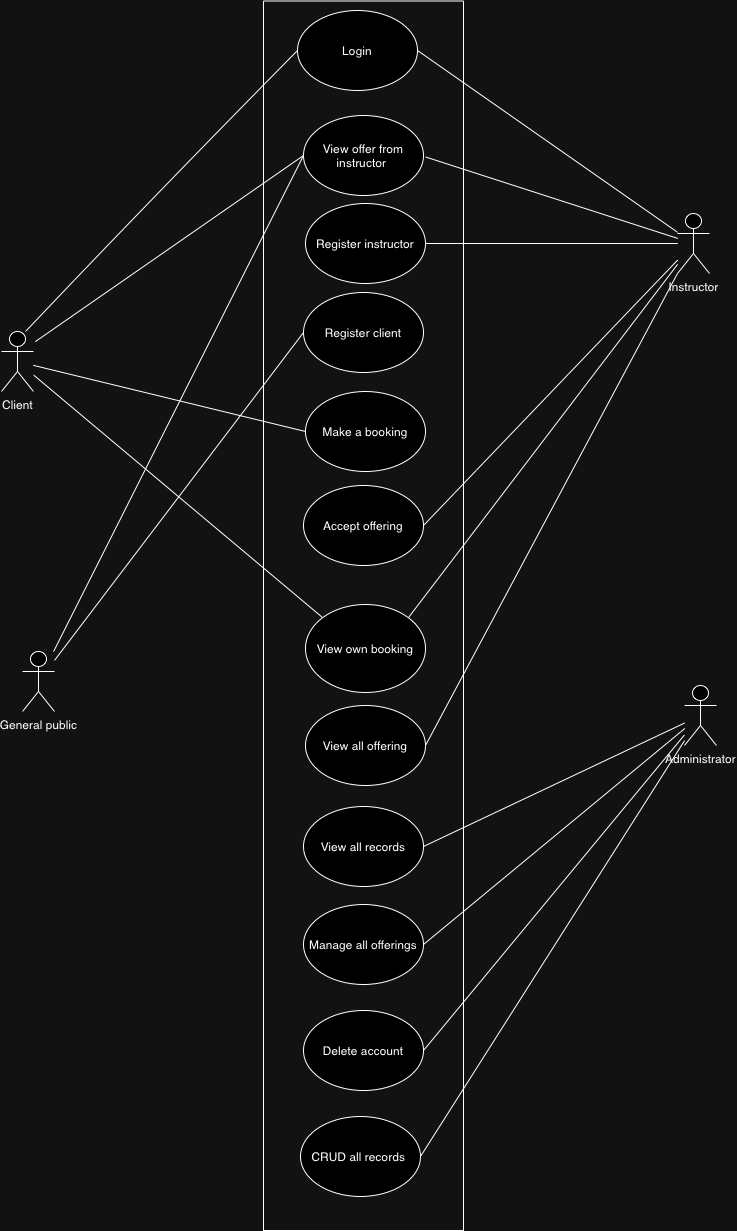 Login
View offer from
instructor
Register instructor
Instructor
Register client
Client
Make a booking
Accept offering
View own booking
General public
View all offering
Administrator
View all records
Manage all offerings
Delete account
CRUD all records